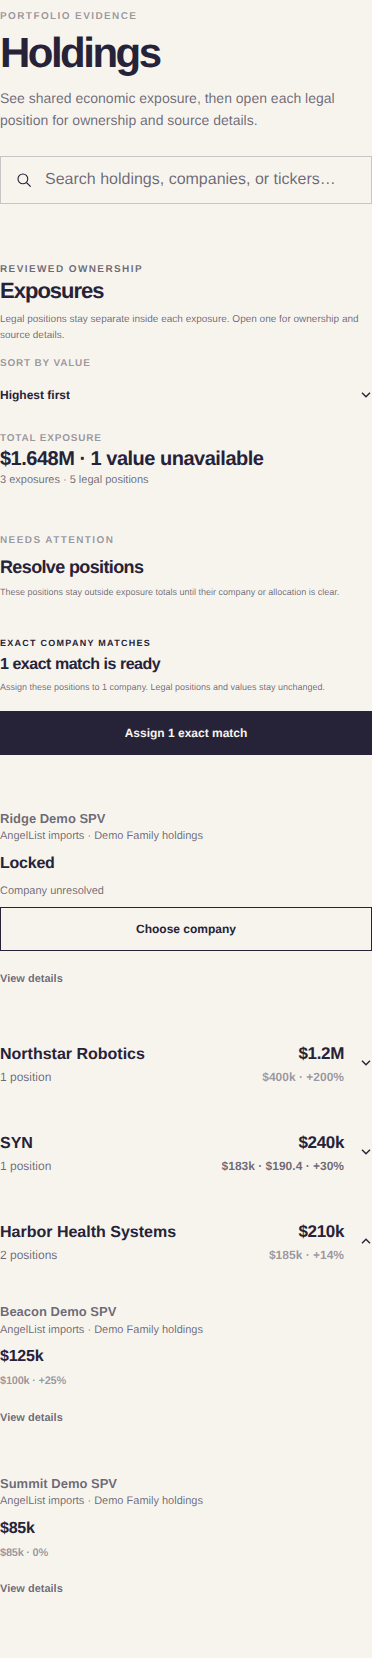 PORTFOLIO EVIDENCE
Holdings
See shared economic exposure, then open each legal
position for ownership and source details.
Search holdings, companies, or tickers…
REVIEWED OWNERSHIP
Exposures
Legal positions stay separate inside each exposure. Open one for ownership and
source details.
SORT BY VALUE
Highest first
TOTAL EXPOSURE
$1.648M · 1 value unavailable
3 exposures · 5 legal positions
NEEDS ATTENTION
Resolve positions
These positions stay outside exposure totals until their company or allocation is clear.
EXACT COMPANY MATCHES
1 exact match is ready
Assign these positions to 1 company. Legal positions and values stay unchanged.
Assign 1 exact match
Ridge Demo SPV
AngelList imports · Demo Family holdings
Locked
Company unresolved
Choose company
View details
Northstar Robotics $1.2M
1 position $400k · +200%
SYN $240k
1 position $183k · $190.4 · +30%
Harbor Health Systems $210k
2 positions $185k · +14%
Beacon Demo SPV
AngelList imports · Demo Family holdings
$125k
$100k · +25%
View details
Summit Demo SPV
AngelList imports · Demo Family holdings
$85k
$85k · 0%
View details